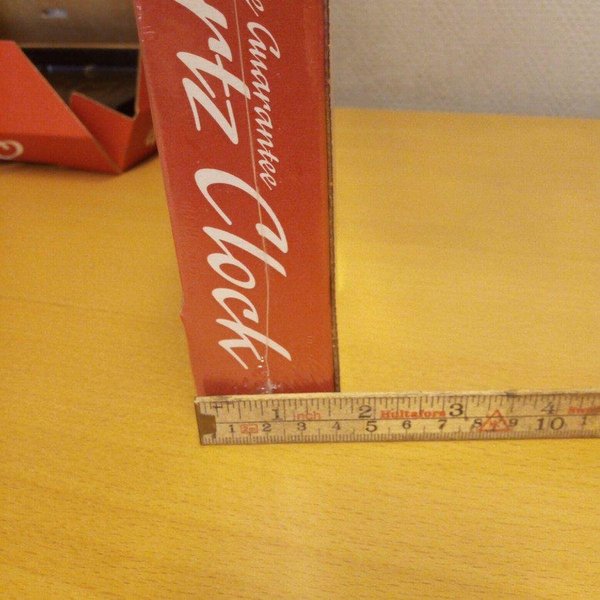 e Guarantee
rtz Clock
1 inch 2 Hultafors 3 4
1 2 3 4 5 6 7 8 9 10 1